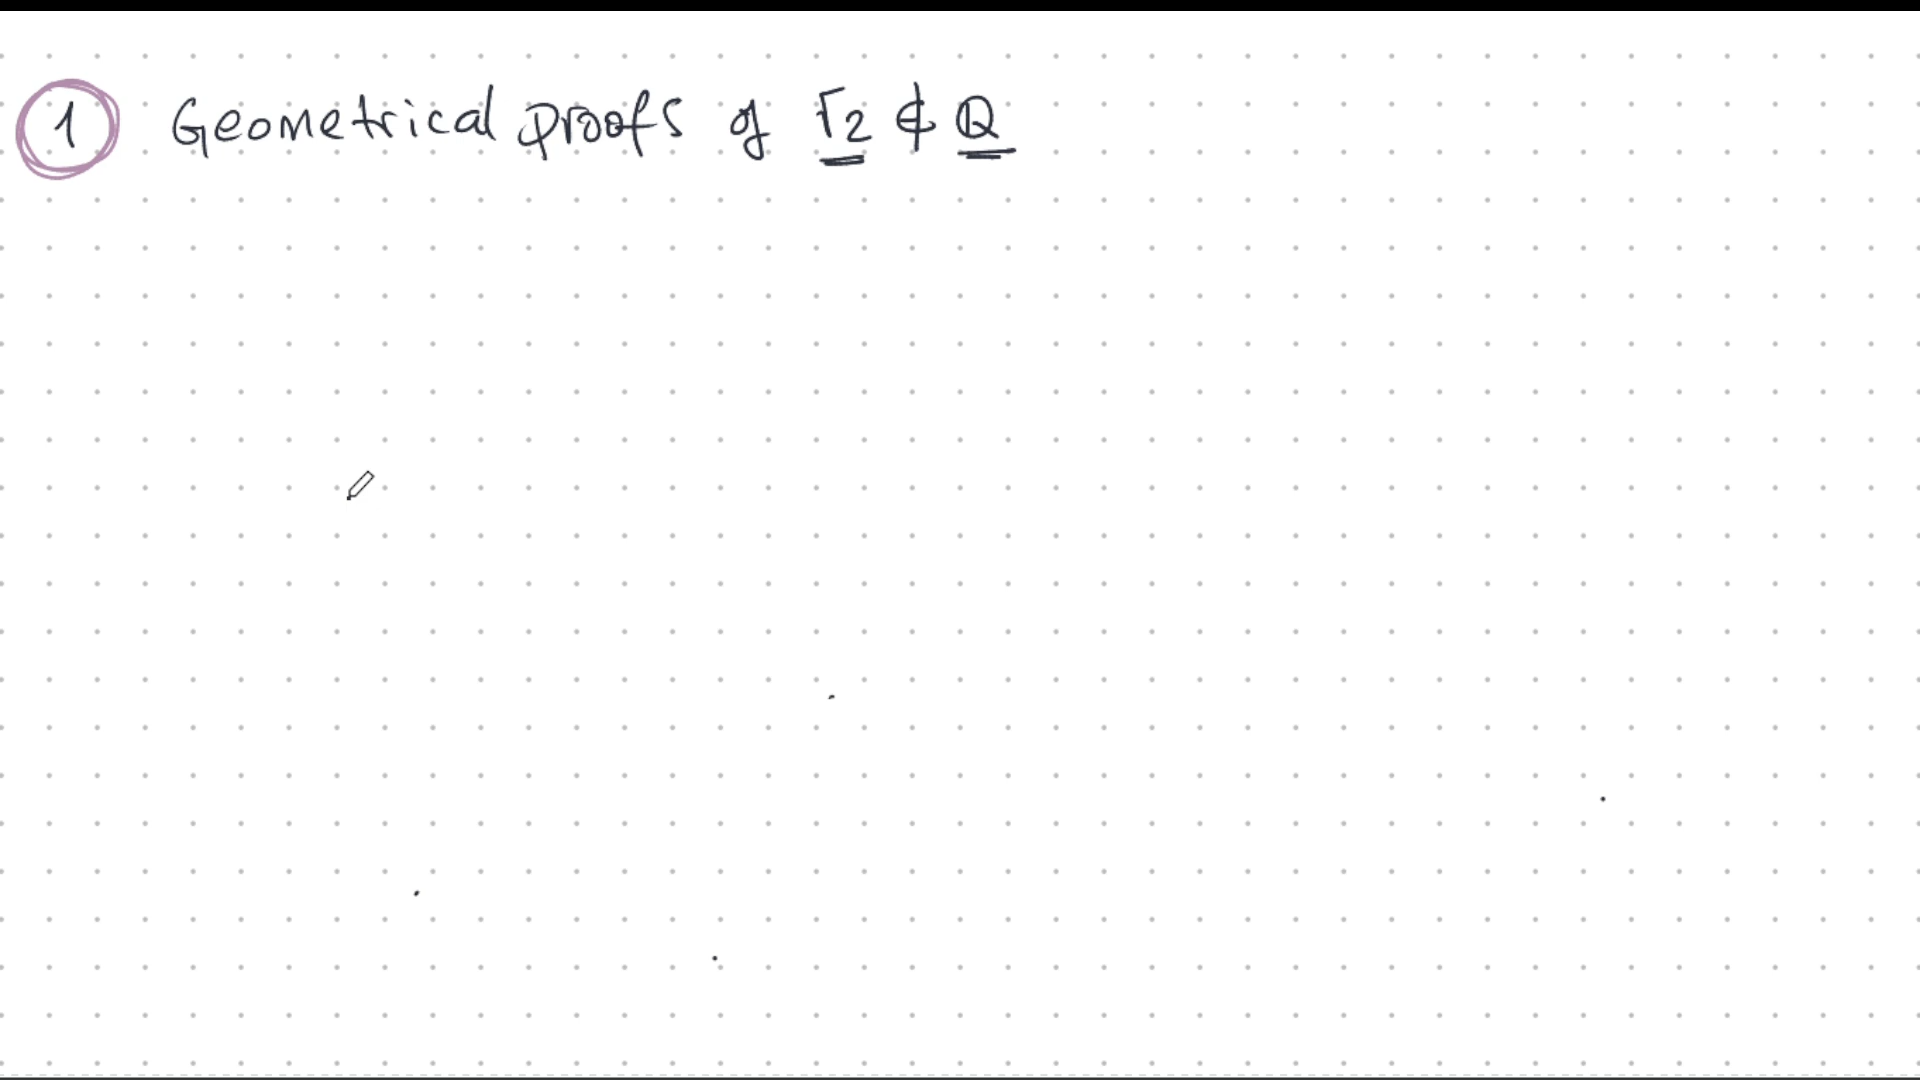 1 Geometrical proofs of √2 ∉ Q